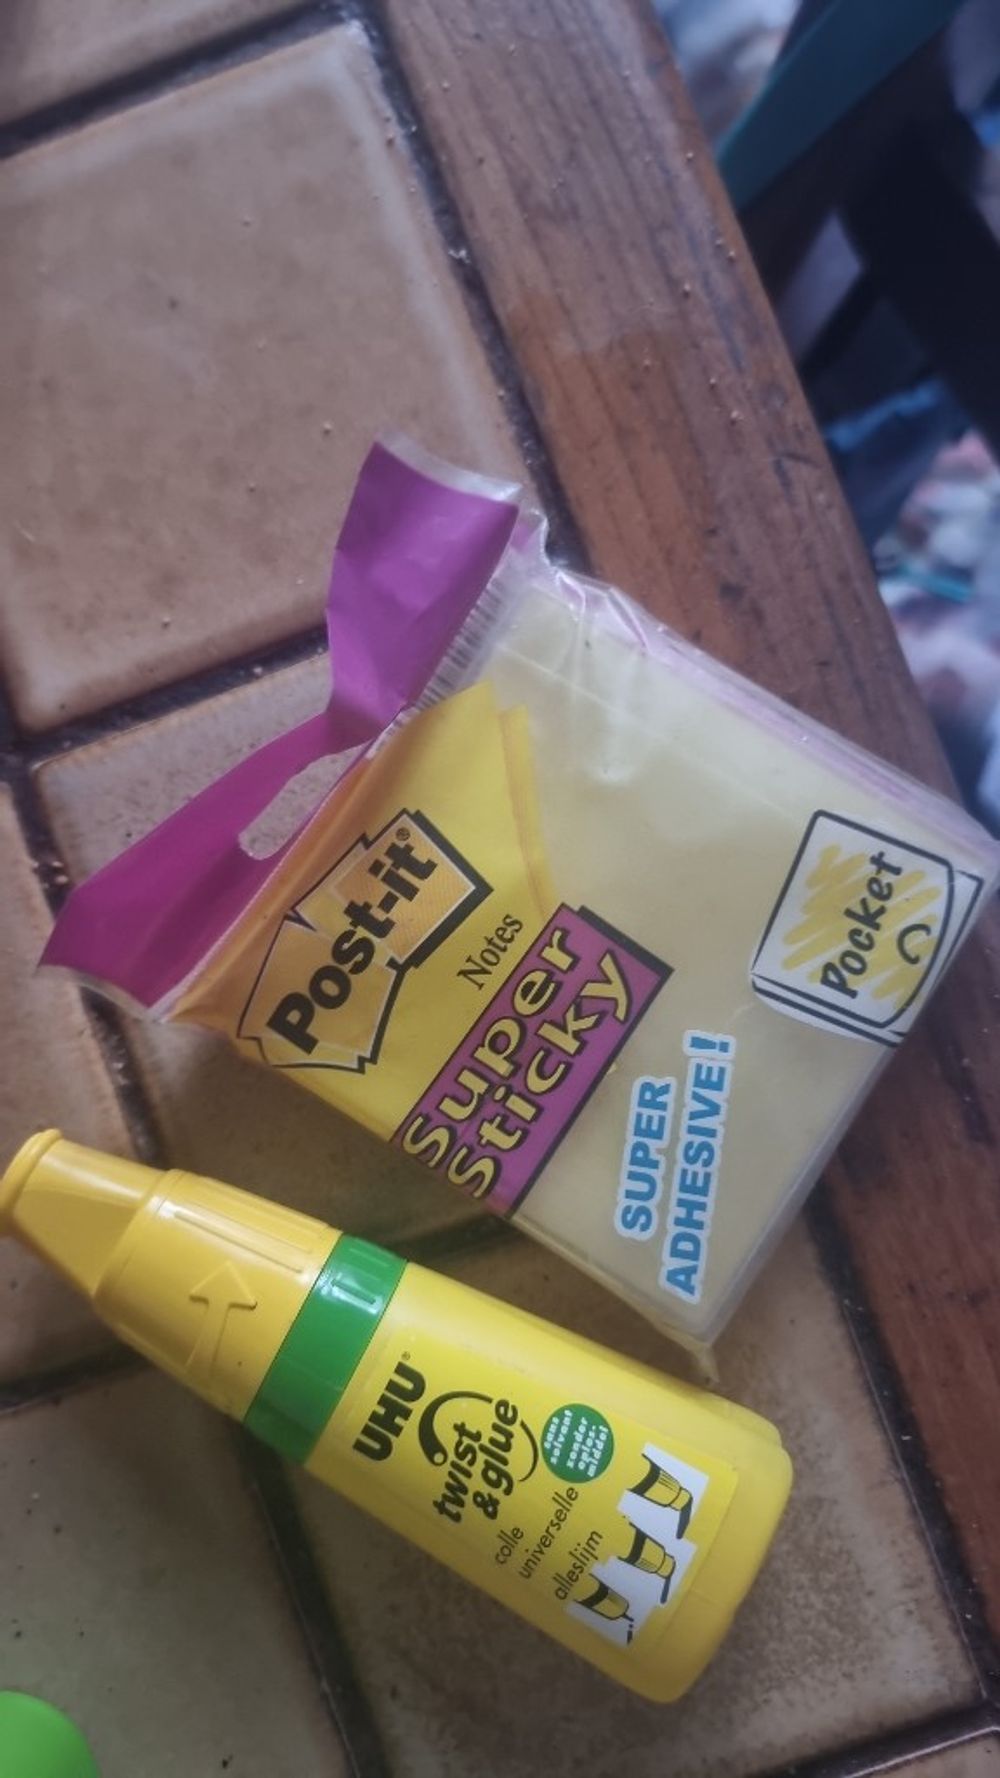 Post-it®
Notes
Super
Sticky
Pocket
SUPER
ADHESIVE!
UHU®
twist
& glue
sans
solvant
zonder
oplos-
middel
colle
universelle
alleslijm